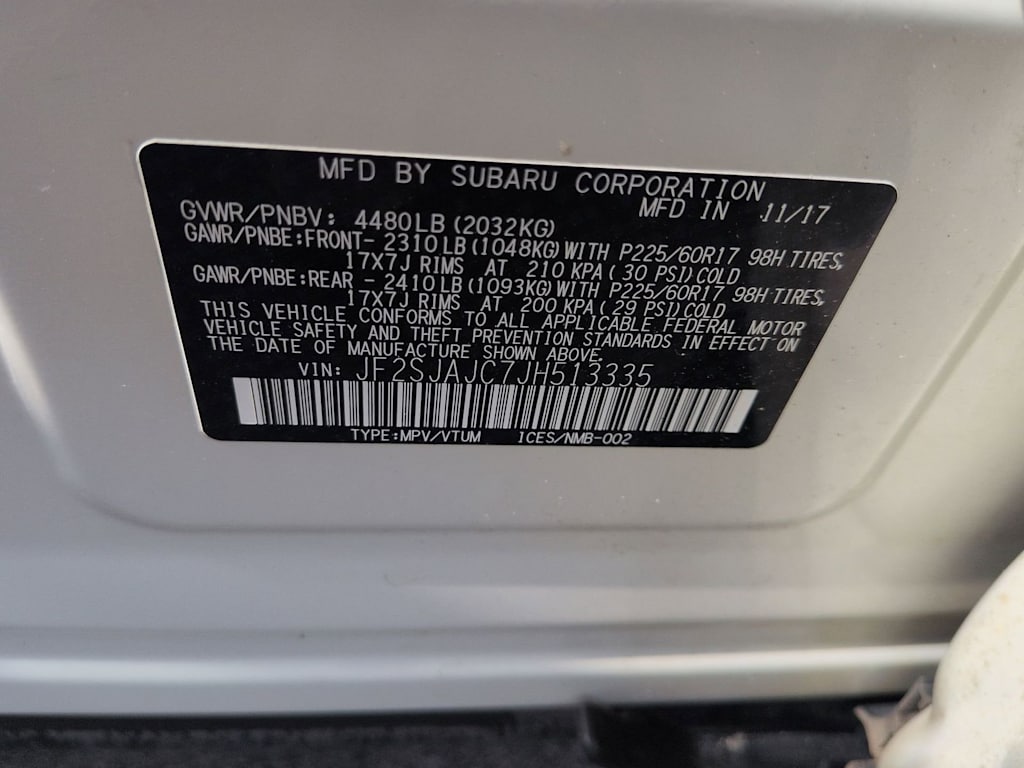 MFD BY SUBARU CORPORATION
MFD IN 11/17
GVWR/PNBV: 4480LB (2032KG)
GAWR/PNBE:FRONT- 2310LB (1048KG)WITH P225/60R17 98H TIRES,
17X7J RIMS AT 210 KPA(30 PSI)COLD
GAWR/PNBE:REAR - 2410LB (1093KG)WITH P225/60R17 98H TIRES,
17X7J RIMS AT 200 KPA(29 PSI)COLD
THIS VEHICLE CONFORMS TO ALL APPLICABLE FEDERAL MOTOR
VEHICLE SAFETY AND THEFT PREVENTION STANDARDS IN EFFECT ON
THE DATE OF MANUFACTURE SHOWN ABOVE.
VIN: JF2SJAJC7JH513335
TYPE:MPV/VTUM ICES/NMB-002